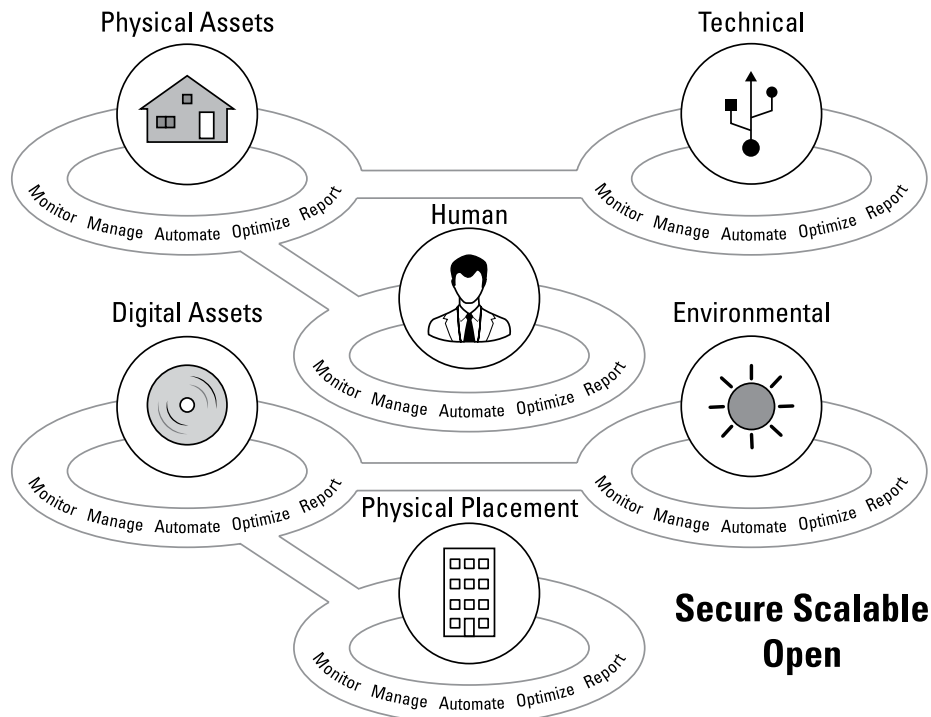 Physical Assets
Technical
Monitor Manage Automate Optimize Report
Monitor Manage Automate Optimize Report
Human
Digital Assets
Environmental
Monitor Manage Automate Optimize Report
Monitor Manage Automate Optimize Report
Monitor Manage Automate Optimize Report
Physical Placement
Secure Scalable
Open
Monitor Manage Automate Optimize Report